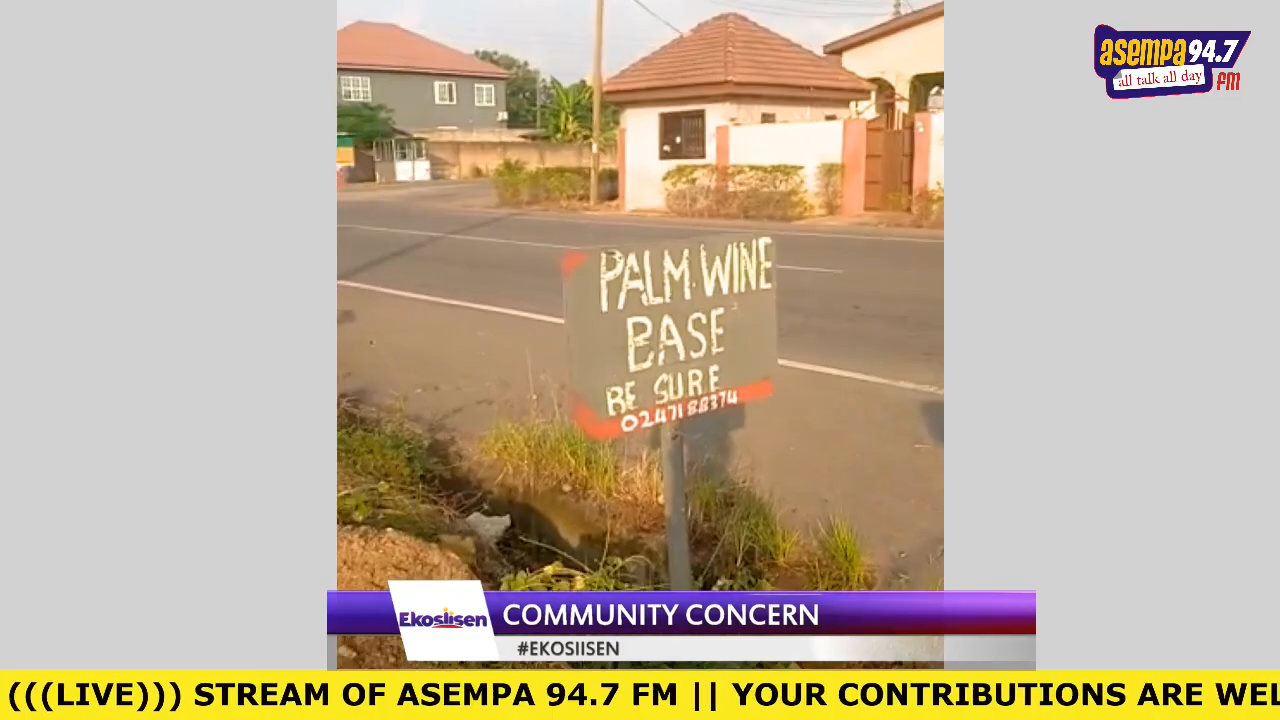 asempa 94.7
all talk all day FM
PALM.WINE
BASE
BE SURE
0247188374
Ekosiisen
COMMUNITY CONCERN
#EKOSIISEN
(((LIVE))) STREAM OF ASEMPA 94.7 FM || YOUR CONTRIBUTIONS ARE WEL